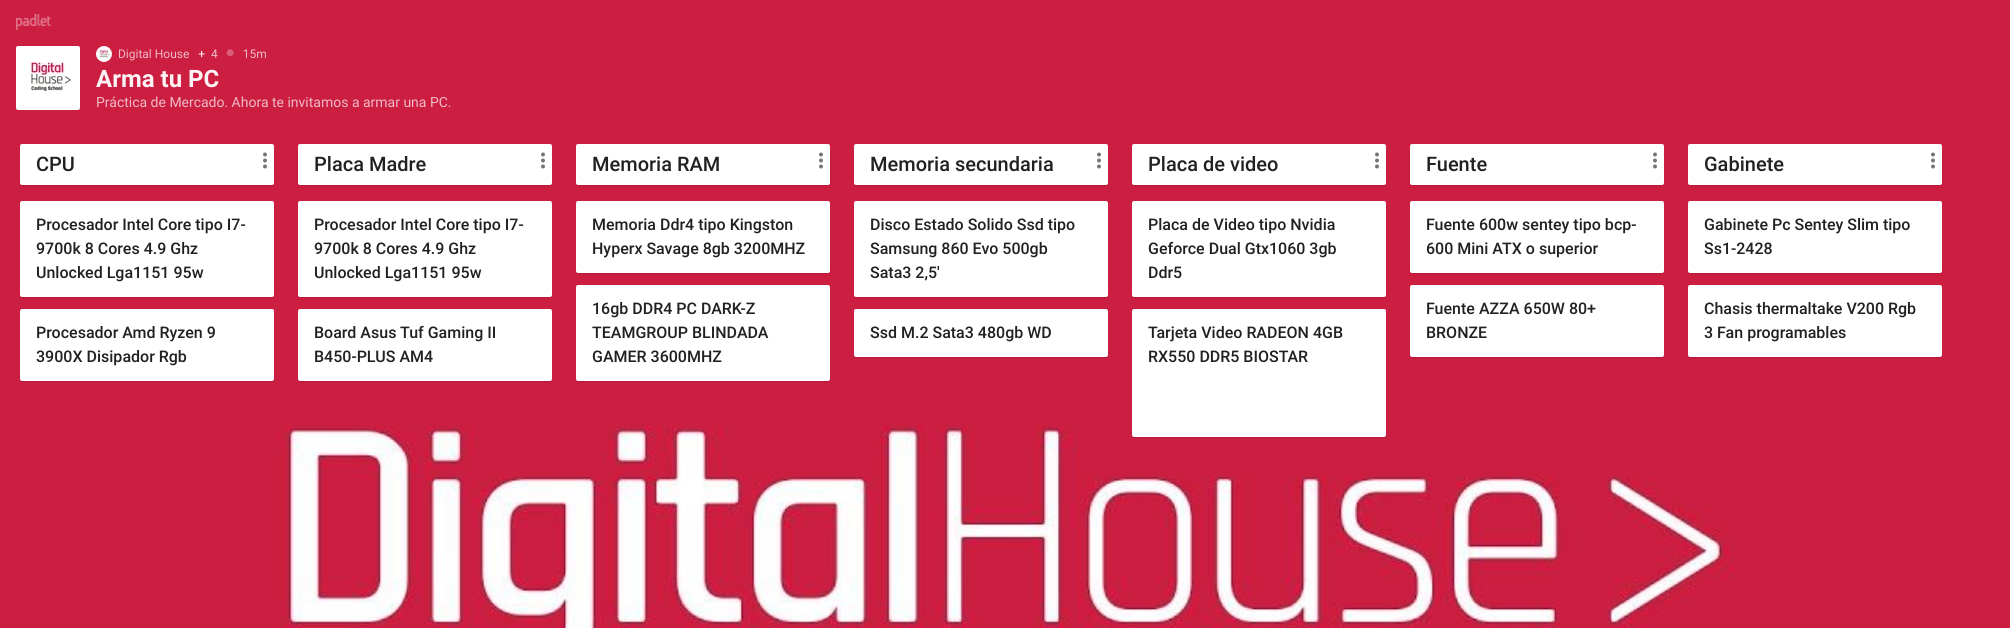 padlet
Digital House + 4 15m
Arma tu PC
Práctica de Mercado. Ahora te invitamos a armar una PC.
Digital
House>
Coding School
CPU
Procesador Intel Core tipo I7-
9700k 8 Cores 4.9 Ghz
Unlocked Lga1151 95w
Procesador Amd Ryzen 9
3900X Disipador Rgb
Placa Madre
Procesador Intel Core tipo I7-
9700k 8 Cores 4.9 Ghz
Unlocked Lga1151 95w
Board Asus Tuf Gaming II
B450-PLUS AM4
Memoria RAM
Memoria Ddr4 tipo Kingston
Hyperx Savage 8gb 3200MHZ
16gb DDR4 PC DARK-Z
TEAMGROUP BLINDADA
GAMER 3600MHZ
Memoria secundaria
Disco Estado Solido Ssd tipo
Samsung 860 Evo 500gb
Sata3 2,5'
Ssd M.2 Sata3 480gb WD
Placa de video
Placa de Video tipo Nvidia
Geforce Dual Gtx1060 3gb
Ddr5
Tarjeta Video RADEON 4GB
RX550 DDR5 BIOSTAR
Fuente
Fuente 600w sentey tipo bcp-
600 Mini ATX o superior
Fuente AZZA 650W 80+
BRONZE
Gabinete
Gabinete Pc Sentey Slim tipo
Ss1-2428
Chasis thermaltake V200 Rgb
3 Fan programables
DigitalHouse>